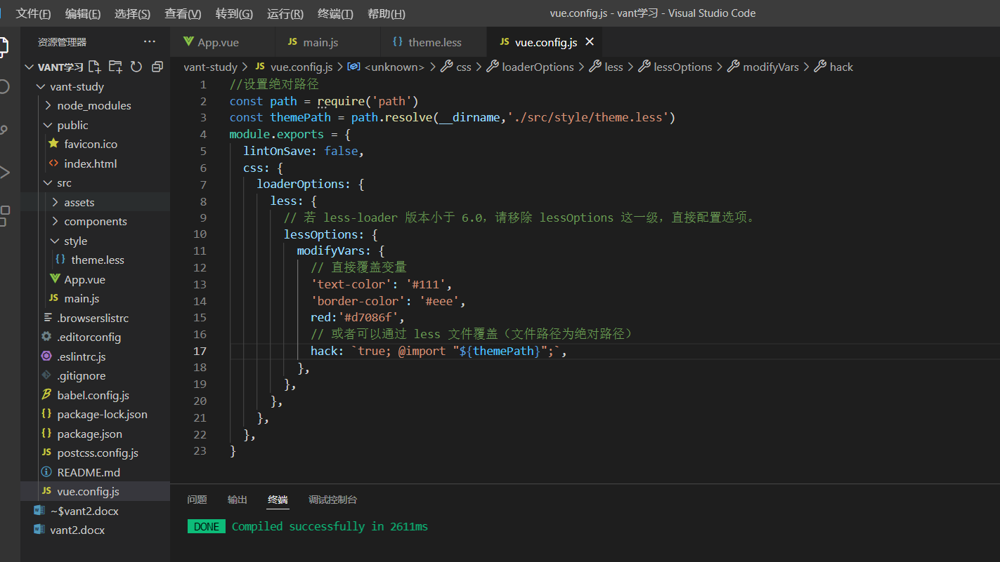 文件(F) 编辑(E) 选择(S) 查看(V) 转到(G) 运行(R) 终端(T) 帮助(H) vue.config.js - vant学习 - Visual Studio Code
资源管理器 ···
App.vue
JS main.js
{} theme.less
JS vue.config.js
VANT学习
vant-study > JS vue.config.js > <unknown> > css > loaderOptions > less > lessOptions > modifyVars > hack
vant-study
node_modules
public
favicon.ico
<> index.html
src
assets
components
style
{} theme.less
App.vue
JS main.js
.browserslistrc
.editorconfig
.eslintrc.js
.gitignore
babel.config.js
{} package-lock.json
{} package.json
JS postcss.config.js
README.md
JS vue.config.js
~$vant2.docx
vant2.docx
1 //设置绝对路径
2 const path = require('path')
3 const themePath = path.resolve(__dirname,'./src/style/theme.less')
4 module.exports = {
5 lintOnSave: false,
6 css: {
7 loaderOptions: {
8 less: {
9 // 若 less-loader 版本小于 6.0，请移除 lessOptions 这一级，直接配置选项。
10 lessOptions: {
11 modifyVars: {
12 // 直接覆盖变量
13 'text-color': '#111',
14 'border-color': '#eee',
15 red:'#d7086f',
16 // 或者可以通过 less 文件覆盖（文件路径为绝对路径）
17 hack: `true; @import "${themePath}";`,
18 },
19 },
20 },
21 },
22 },
23 }
问题 输出 终端 调试控制台
DONE Compiled successfully in 2611ms